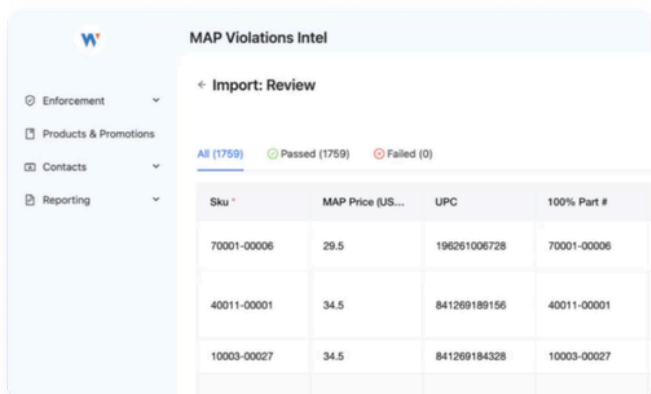 MAP Violations Intel
← Import: Review
Enforcement
Products & Promotions
Contacts
Reporting
All (1759) Passed (1759) Failed (0)
Sku * MAP Price (US... UPC 100% Part #
70001-00006 29.5 196261006728 70001-00006
40011-00001 34.5 841269189156 40011-00001
10003-00027 34.5 841269184328 10003-00027